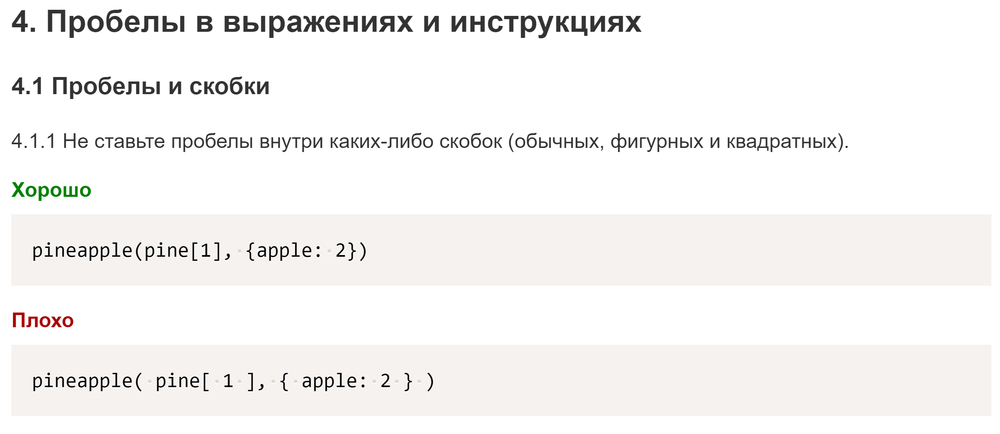 4. Пробелы в выражениях и инструкциях
4.1 Пробелы и скобки
4.1.1 Не ставьте пробелы внутри каких-либо скобок (обычных, фигурных и квадратных).
Хорошо
pineapple(pine[1],·{apple:·2})
Плохо
pineapple(·pine[·1·],·{·apple:·2·}·)